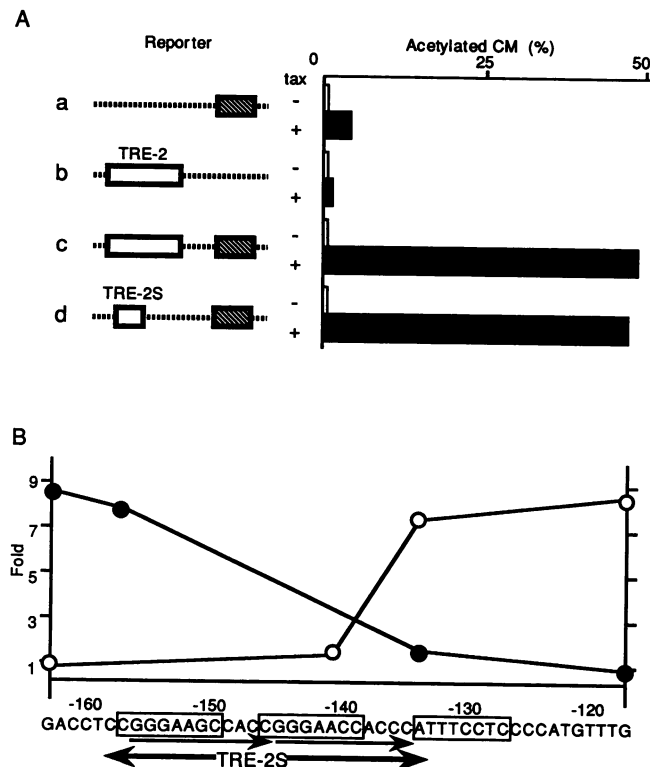 A
Reporter
Acetylated CM (%)
0 25 50
tax
a - +
TRE-2
b - +
c - +
TRE-2S
d - +
B
9
7
5
3
1
Fold
-160 -150 -140 -130 -120
GACCTCCGGGAAGCCACCGGGAACCACCCATTTCCTCCCCATGTTTG
TRE-2S